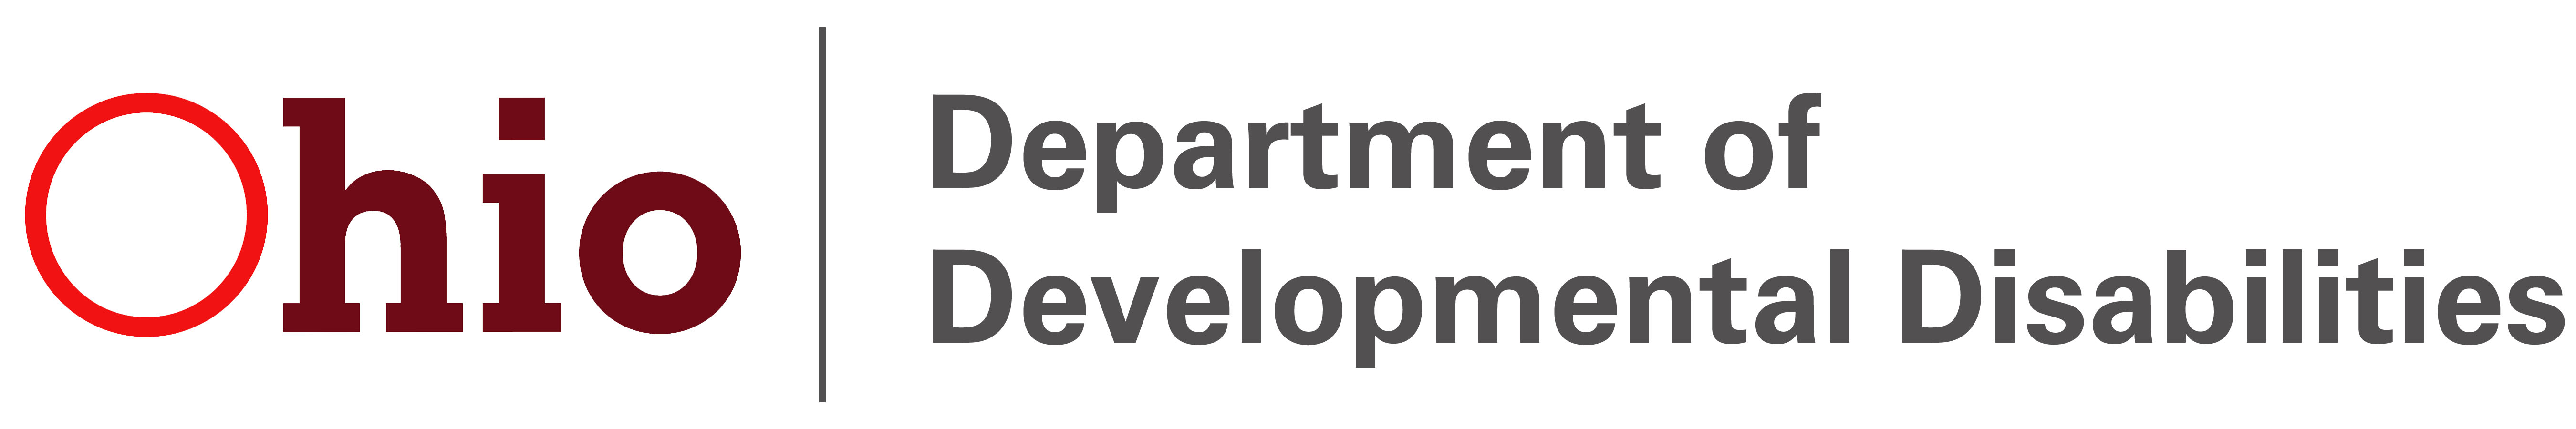 Ohio
Department of
Developmental Disabilities